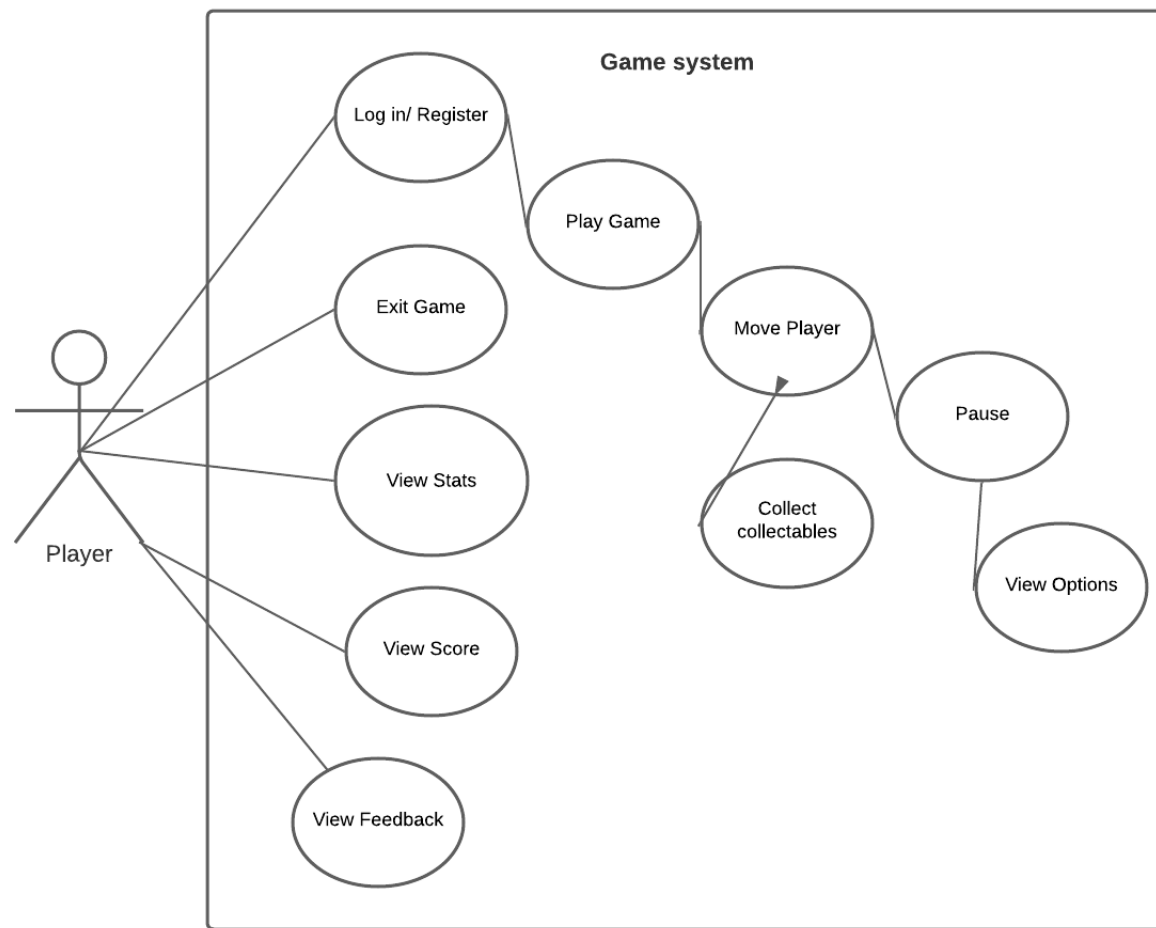 Game system
Log in/ Register
Play Game
Exit Game
Move Player
Pause
View Stats
Collect
collectables
Player
View Options
View Score
View Feedback